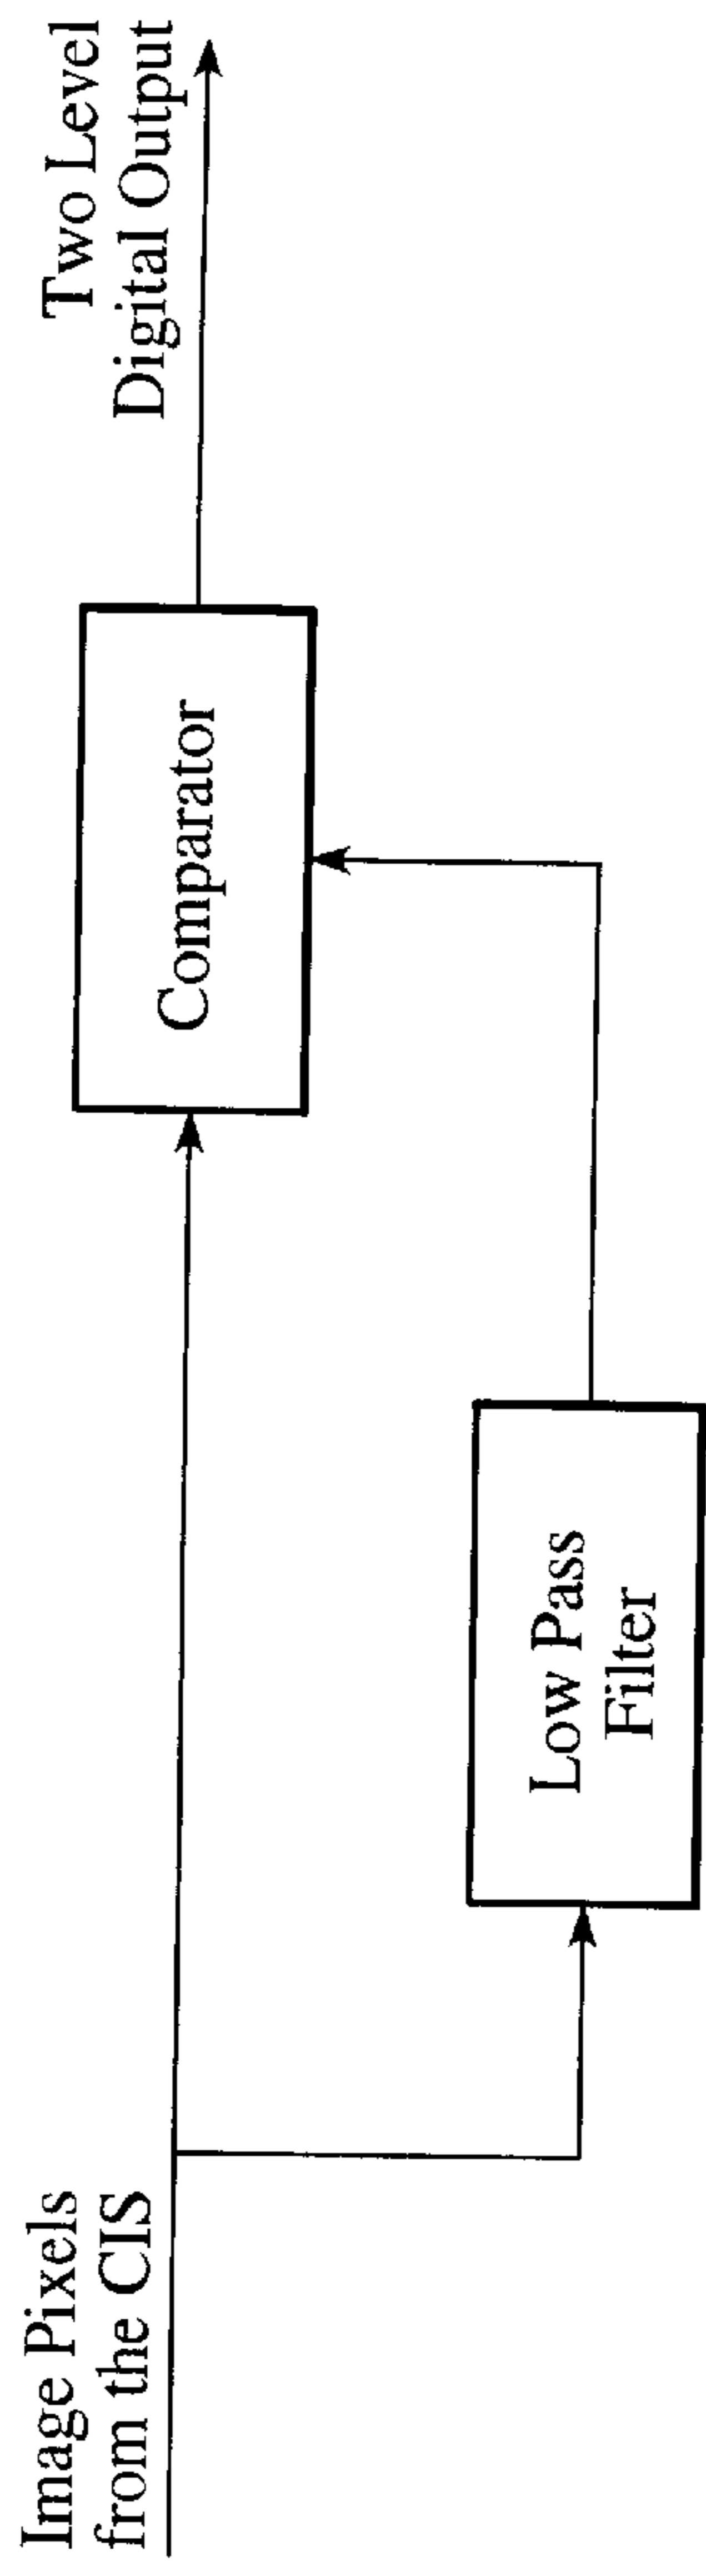 Image Pixels
from the CIS
Low Pass
Filter
Comparator
Two Level
Digital Output